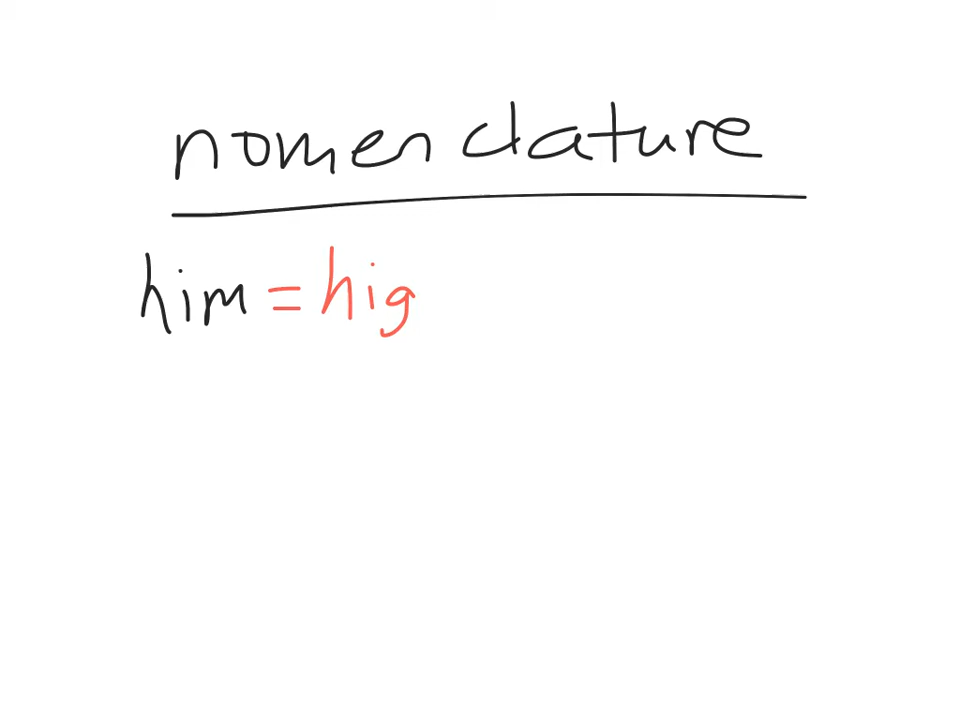 nomenclature
him = hig